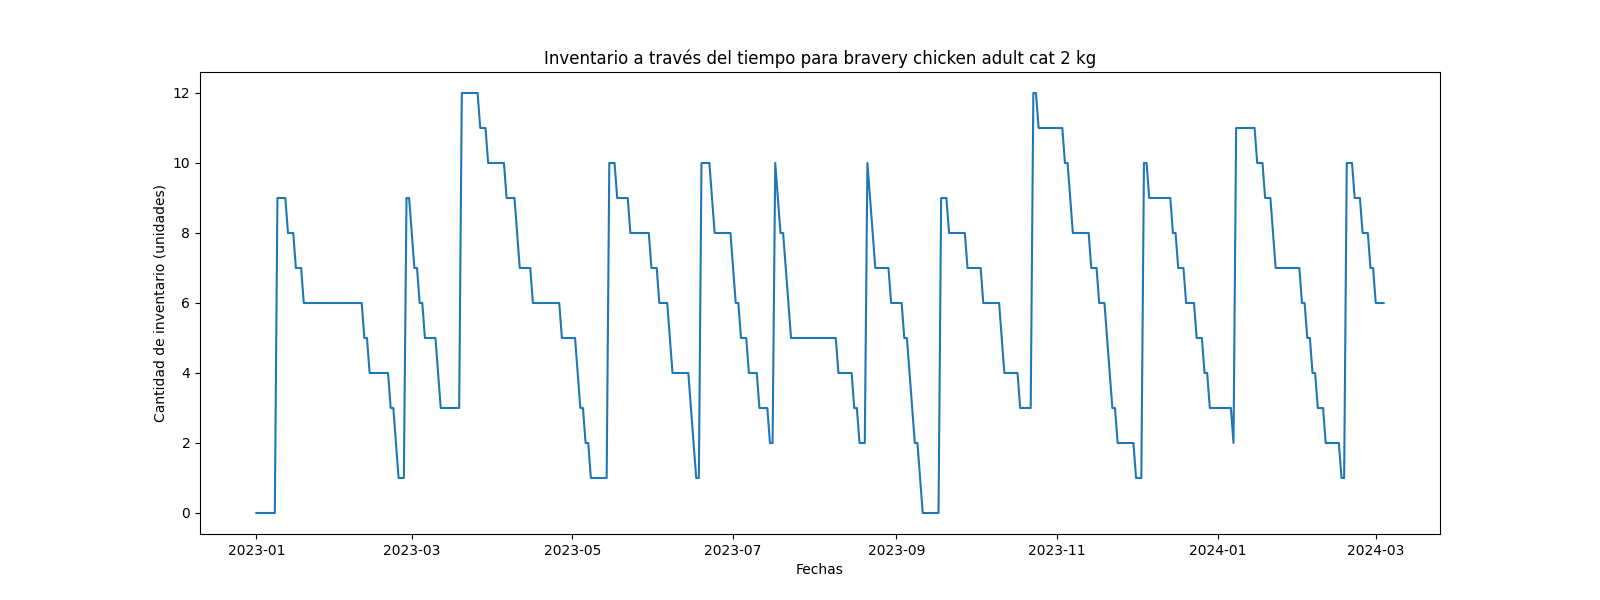 Inventario a través del tiempo para bravery chicken adult cat 2 kg
Cantidad de inventario (unidades)
12
10
8
6
4
2
0
2023-01 2023-03 2023-05 2023-07 2023-09 2023-11 2024-01 2024-03
Fechas